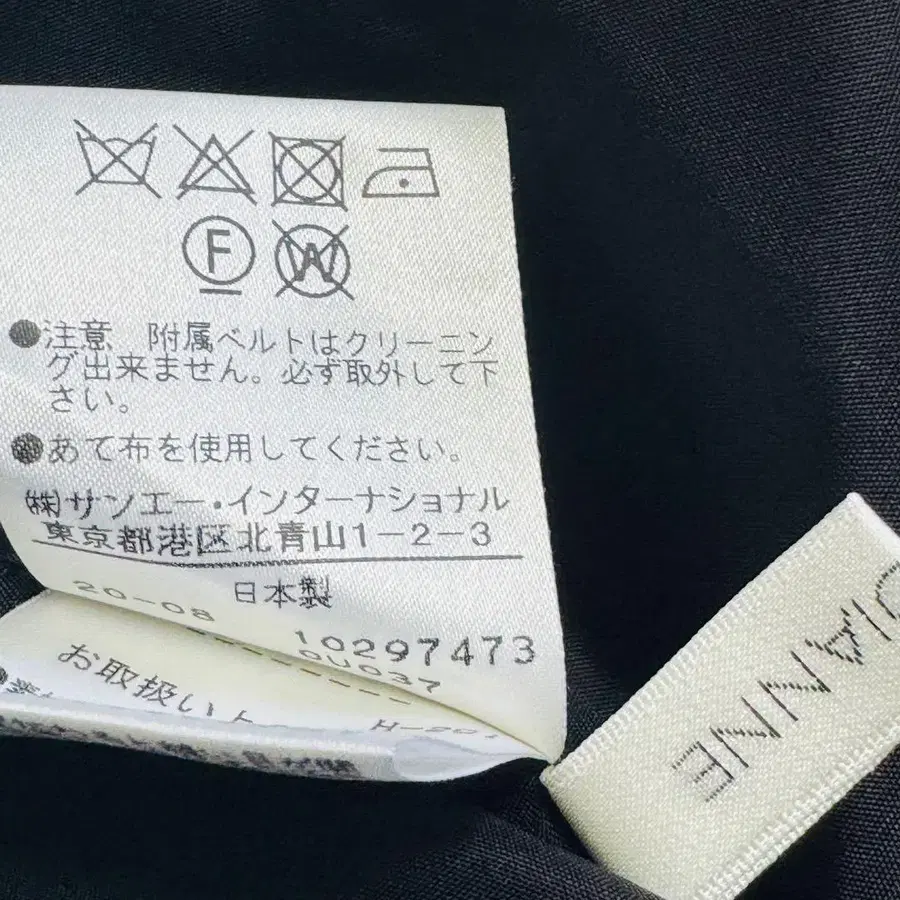 F
W
●注意 附属ベルトはクリーニン
グ出来ません。必ず取外して下
さい。
●あて布を使用してください。
(株)サンエー・インターナショナル
東京都港区北青山1-2-3
日本製
20-08
10297473
0U037
お取扱い
H-201
IANNE